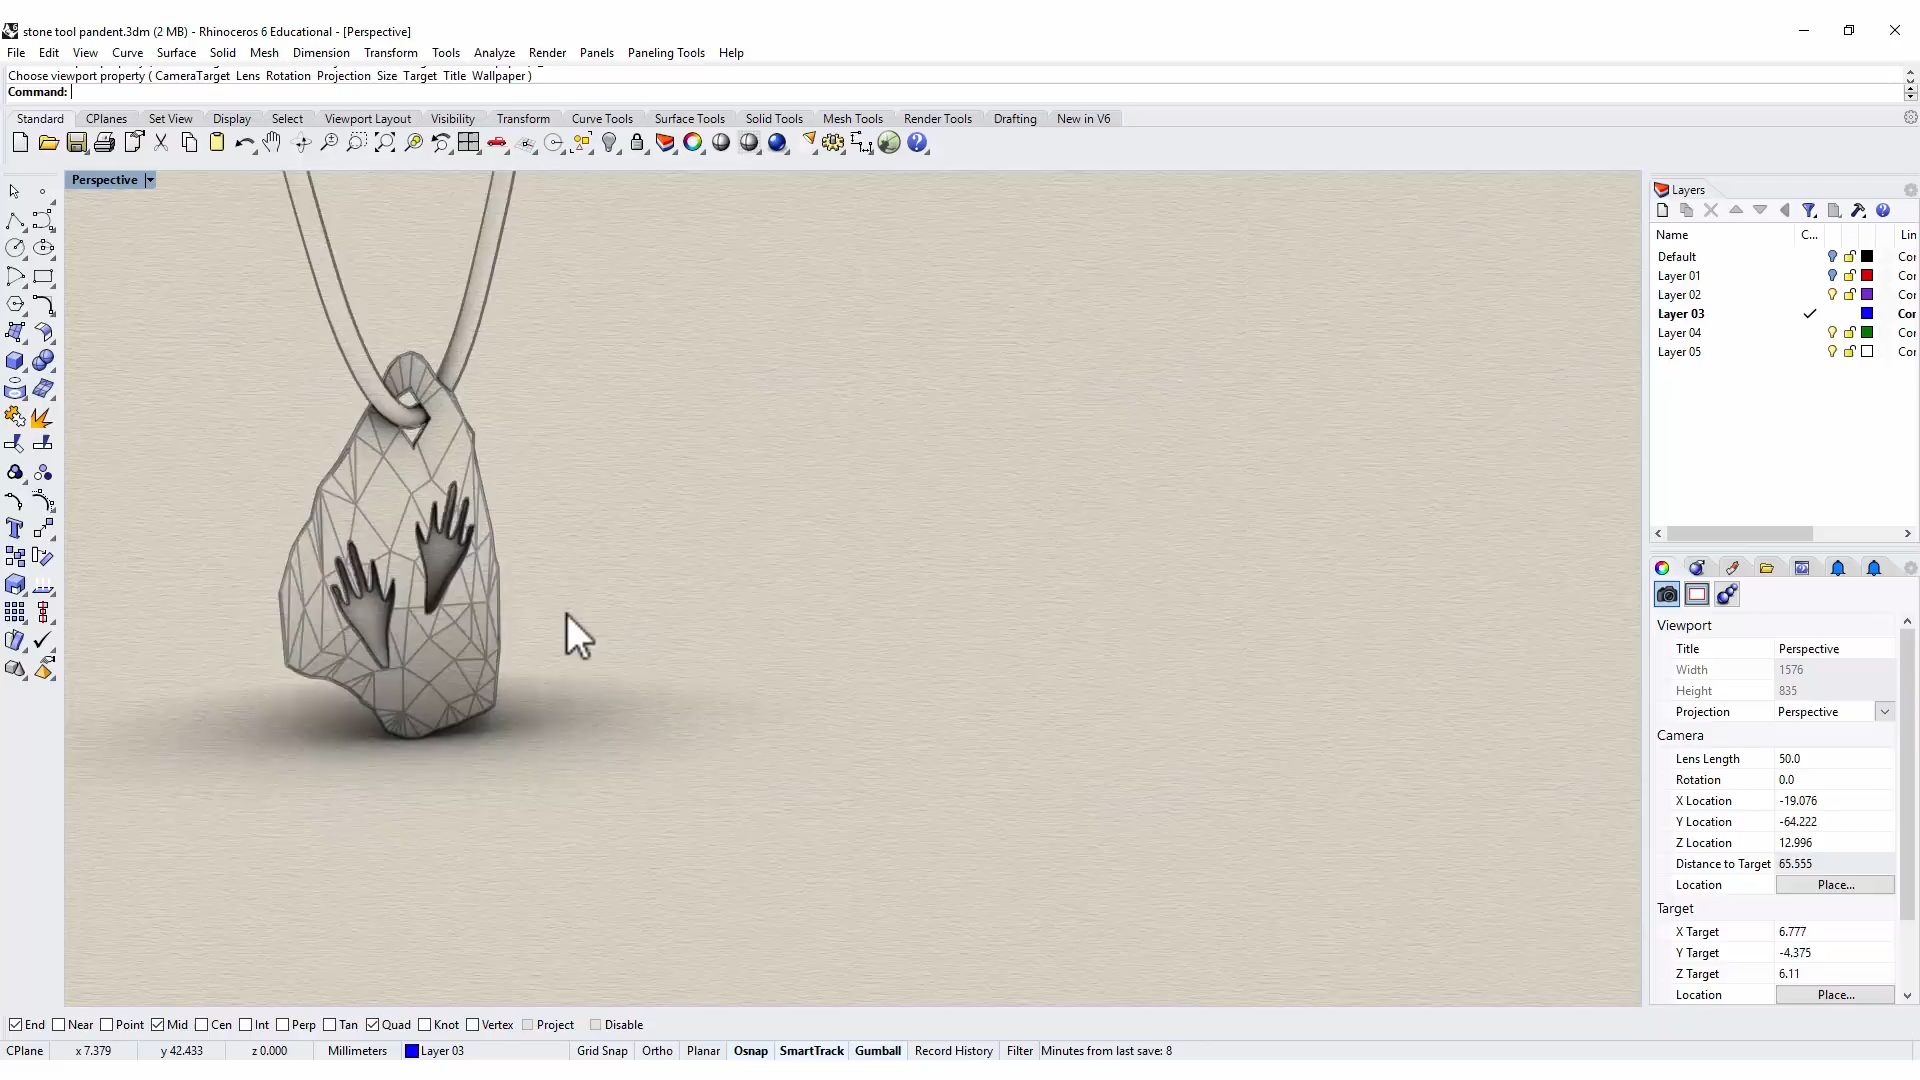 stone tool pandent.3dm (2 MB) - Rhinoceros 6 Educational - [Perspective]
File Edit View Curve Surface Solid Mesh Dimension Transform Tools Analyze Render Panels Paneling Tools Help
Choose viewport property ( CameraTarget Lens Rotation Projection Size Target Title Wallpaper )
Command:
Standard CPlanes Set View Display Select Viewport Layout Visibility Transform Curve Tools Surface Tools Solid Tools Mesh Tools Render Tools Drafting New in V6
Perspective
Layers
Name C... Lin
Default Cor
Layer 01 Cor
Layer 02 Cor
Layer 03 Cor
Layer 04 Cor
Layer 05 Cor
Viewport
Title Perspective
Width 1576
Height 835
Projection Perspective
Camera
Lens Length 50.0
Rotation 0.0
X Location -19.076
Y Location -64.222
Z Location 12.996
Distance to Target 65.555
Location Place...
Target
X Target 6.777
Y Target -4.375
Z Target 6.11
Location Place...
End Near Point Mid Cen Int Perp Tan Quad Knot Vertex Project Disable
CPlane x 7.379 y 42.433 z 0.000 Millimeters Layer 03 Grid Snap Ortho Planar Osnap SmartTrack Gumball Record History Filter Minutes from last save: 8